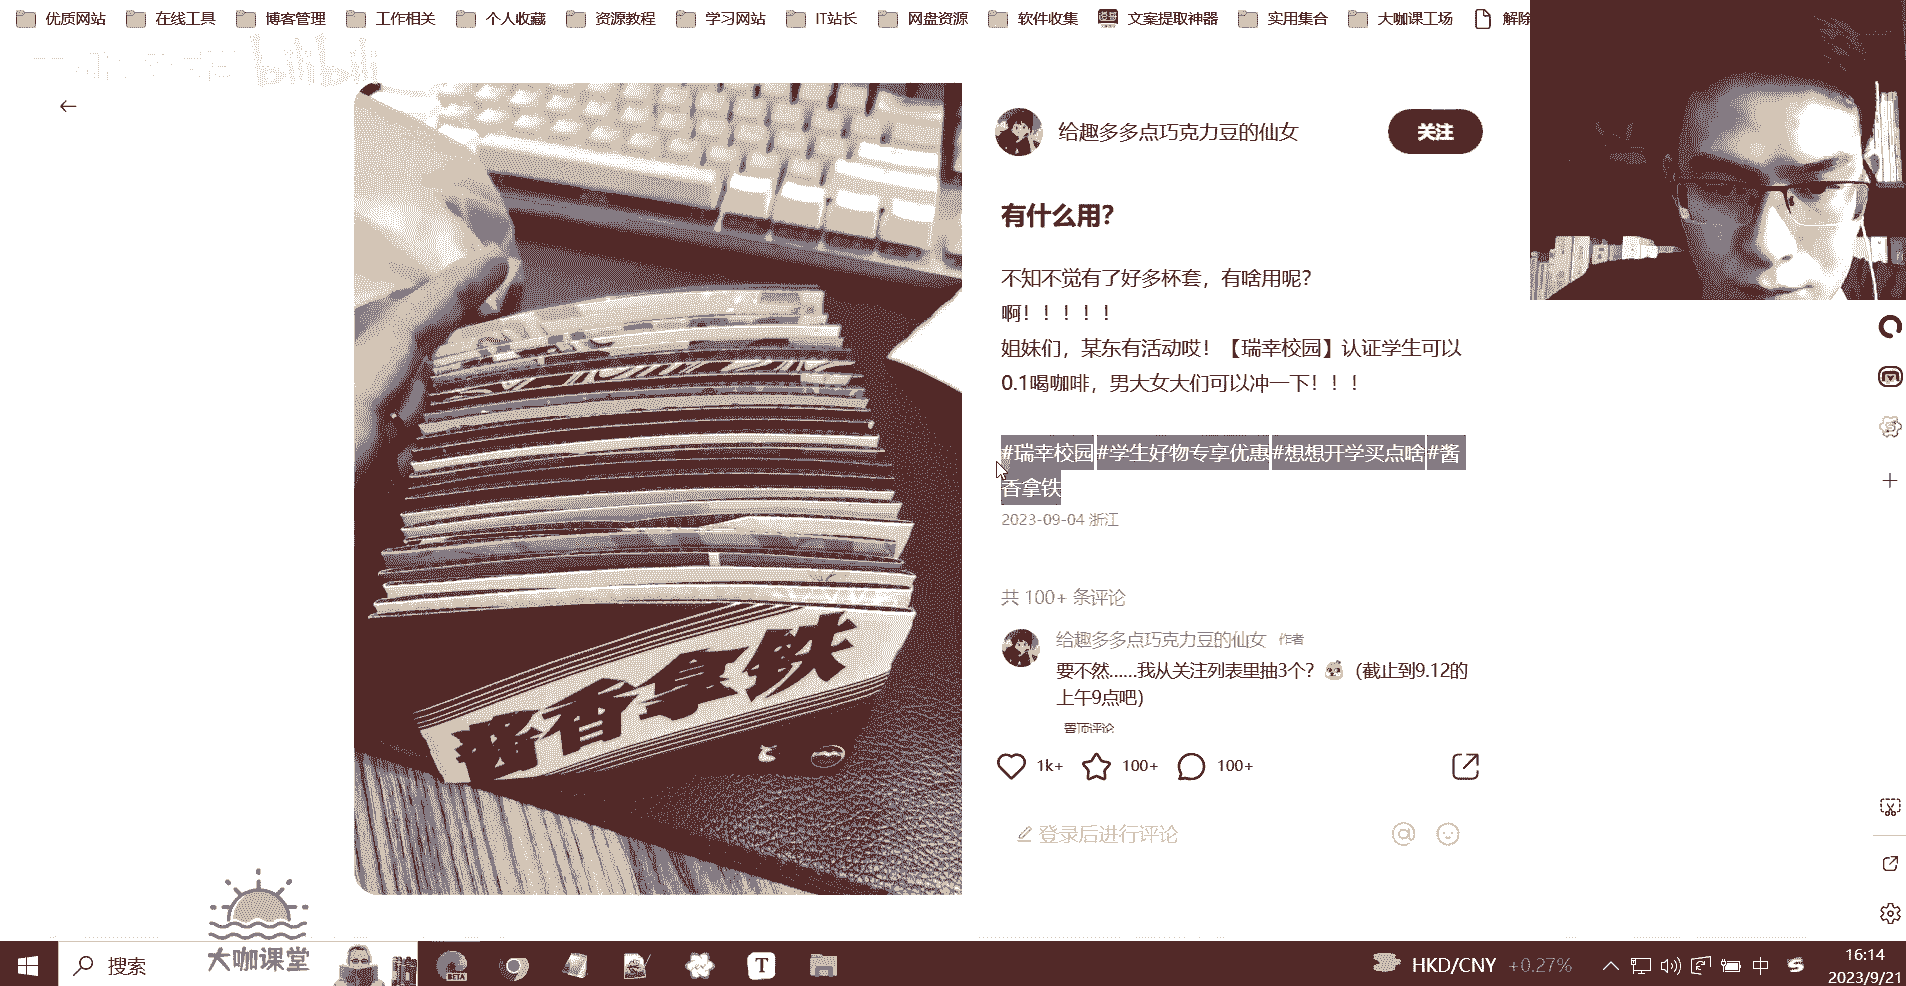 优质网站 在线工具 博客管理 工作相关 个人收藏 资源教程 学习网站 IT站长 网盘资源 软件收集 文案提取神器 实用集合 大咖课工场 解除
bilibili
给趣多多点巧克力豆的仙女
关注
有什么用?
不知不觉有了好多杯套，有啥用呢?
啊！！！！！
姐妹们，某东有活动哎！【瑞幸校园】认证学生可以
0.1喝咖啡，男大女大们可以冲一下！！！
#瑞幸校园 #学生好物专享优惠 #想想开学买点啥 #酱
香拿铁
2023-09-04 浙江
共 100+ 条评论
给趣多多点巧克力豆的仙女 作者
要不然......我从关注列表里抽3个? （截止到9.12的
上午9点吧）
置顶评论
1k+ 100+ 100+
登录后进行评论
酱香拿铁
大咖课堂
搜索
BETA
T
HKD/CNY +0.27%
中
16:14
2023/9/21